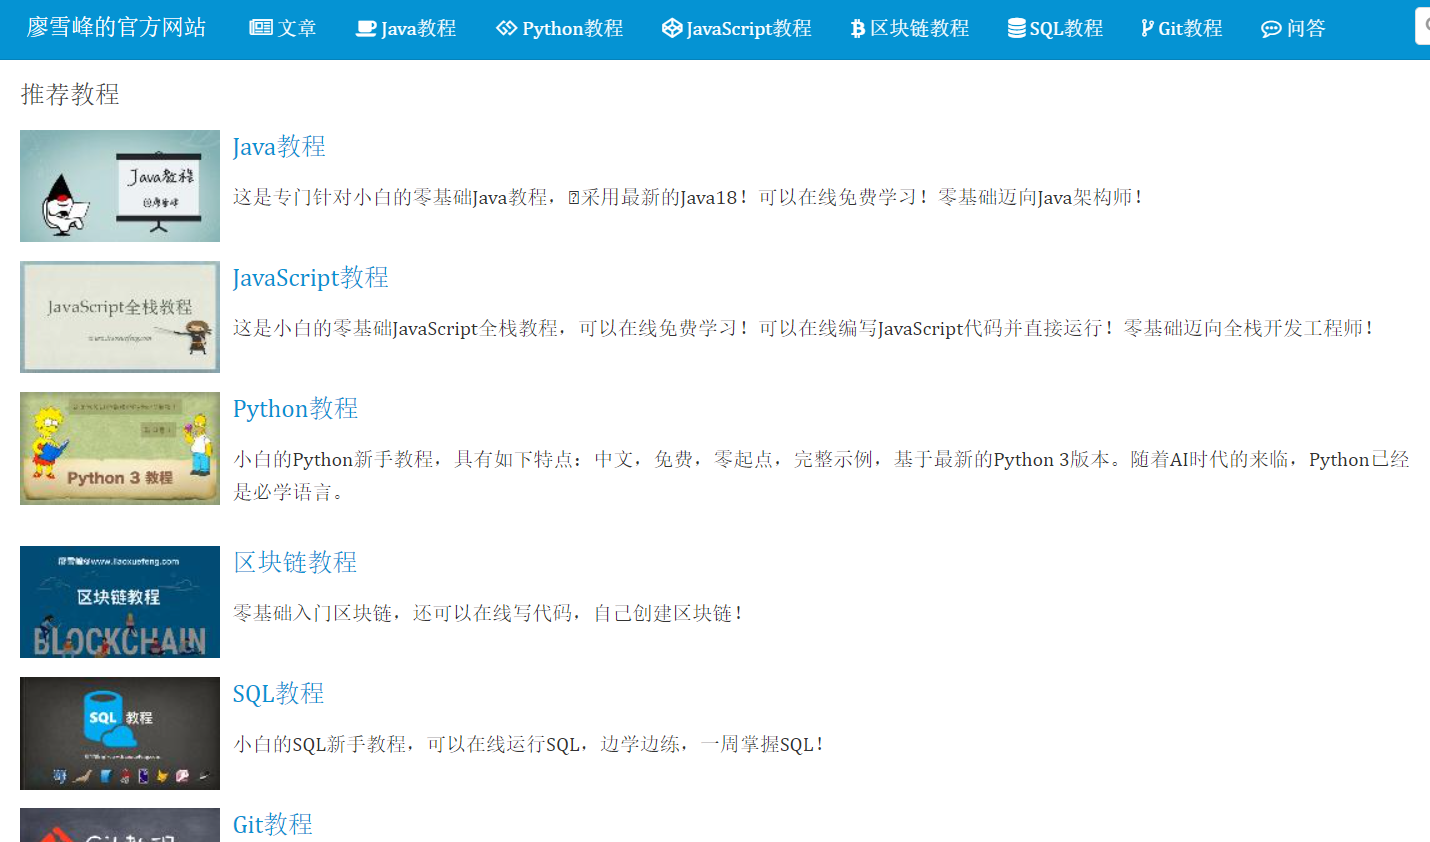 廖雪峰的官方网站 文章 Java教程 Python教程 JavaScript教程 区块链教程 SQL教程 Git教程 问答
推荐教程
Java教程
Java教程
@廖雪峰
这是专门针对小白的零基础Java教程，采用最新的Java18！可以在线免费学习！零基础迈向Java架构师！
JavaScript教程
JavaScript全栈教程
www.liaoxuefeng.com
这是小白的零基础JavaScript全栈教程，可以在线免费学习！可以在线编写JavaScript代码并直接运行！零基础迈向全栈开发工程师！
Python教程
Python 3 教程
小白的Python新手教程，具有如下特点：中文，免费，零起点，完整示例，基于最新的Python 3版本。随着AI时代的来临，Python已经
是必学语言。
区块链教程
廖雪峰@www.liaoxuefeng.com
区块链教程
BLOCKCHAIN
零基础入门区块链，还可以在线写代码，自己创建区块链！
SQL教程
SQL 教程
小白的SQL新手教程，可以在线运行SQL，边学边练，一周掌握SQL！
Git教程
Git教程